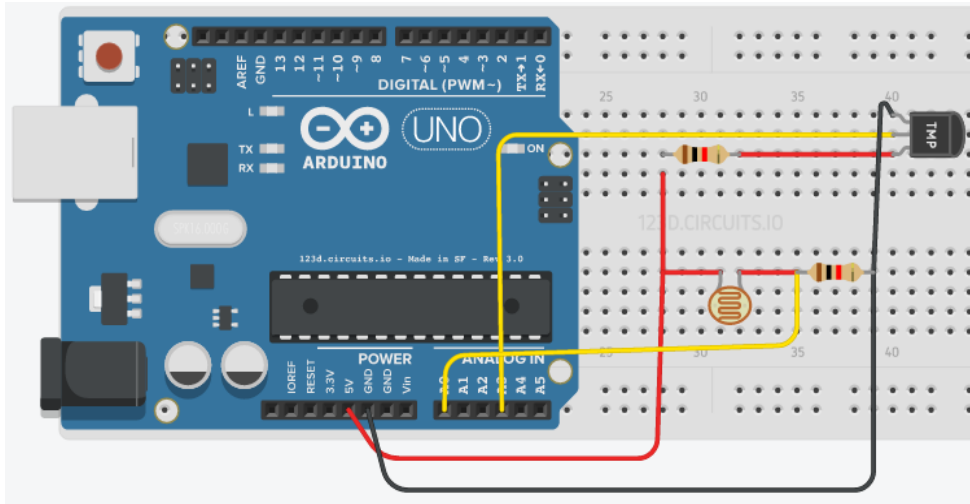 AREF
GND
13
12
~11
~10
~9
8
7
~6
~5
4
~3
2
TX→1
RX←0
DIGITAL (PWM~)
L
TX
RX
ARDUINO
UNO
ON
25
30
35
40
TMP
123D.CIRCUITS.IO
123d.circuits.io - Made in SF - Rev 3.0
POWER
ANALOG IN
IOREF
RESET
3.3V
5V
GND
GND
Vin
A0
A1
A2
A3
A4
A5
25
30
35
40